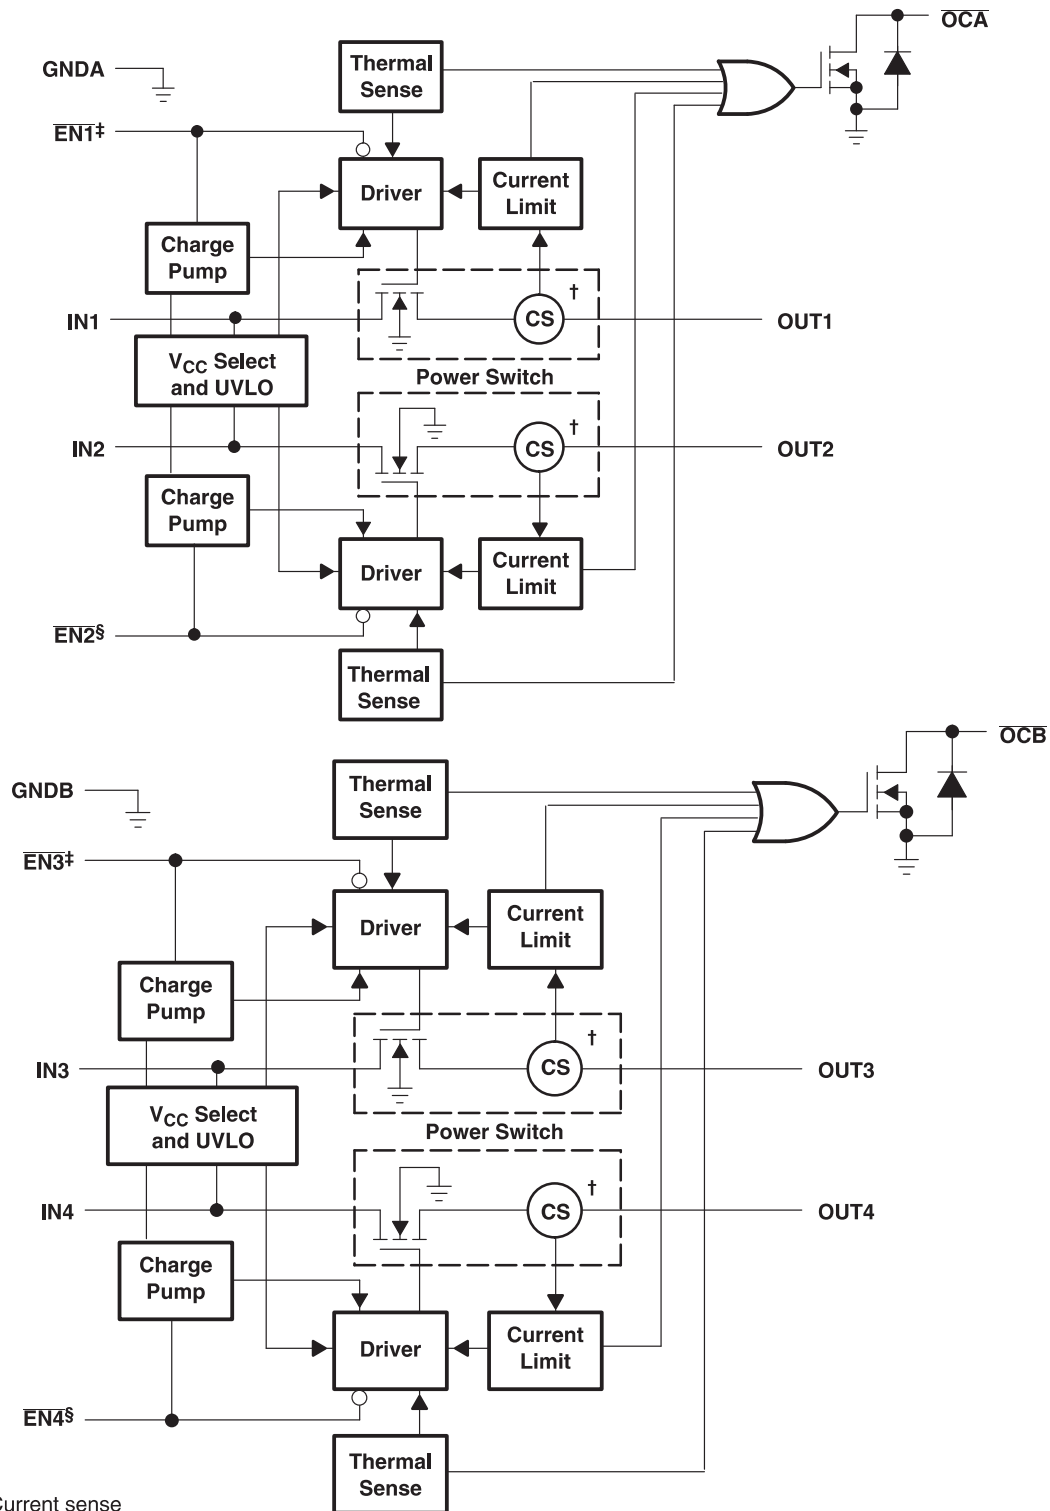 OCA
GNDA
Thermal
Sense
EN1‡
Driver
Current
Limit
Charge
Pump
†
IN1
CS
OUT1
VCC Select
and UVLO
Power Switch
†
IN2
CS
OUT2
Charge
Pump
Driver
Current
Limit
EN2§
Thermal
Sense
OCB
GNDB
Thermal
Sense
EN3‡
Driver
Current
Limit
Charge
Pump
†
IN3
CS
OUT3
VCC Select
and UVLO
Power Switch
†
IN4
CS
OUT4
Charge
Pump
Driver
Current
Limit
EN4§
Thermal
Sense
Current sense